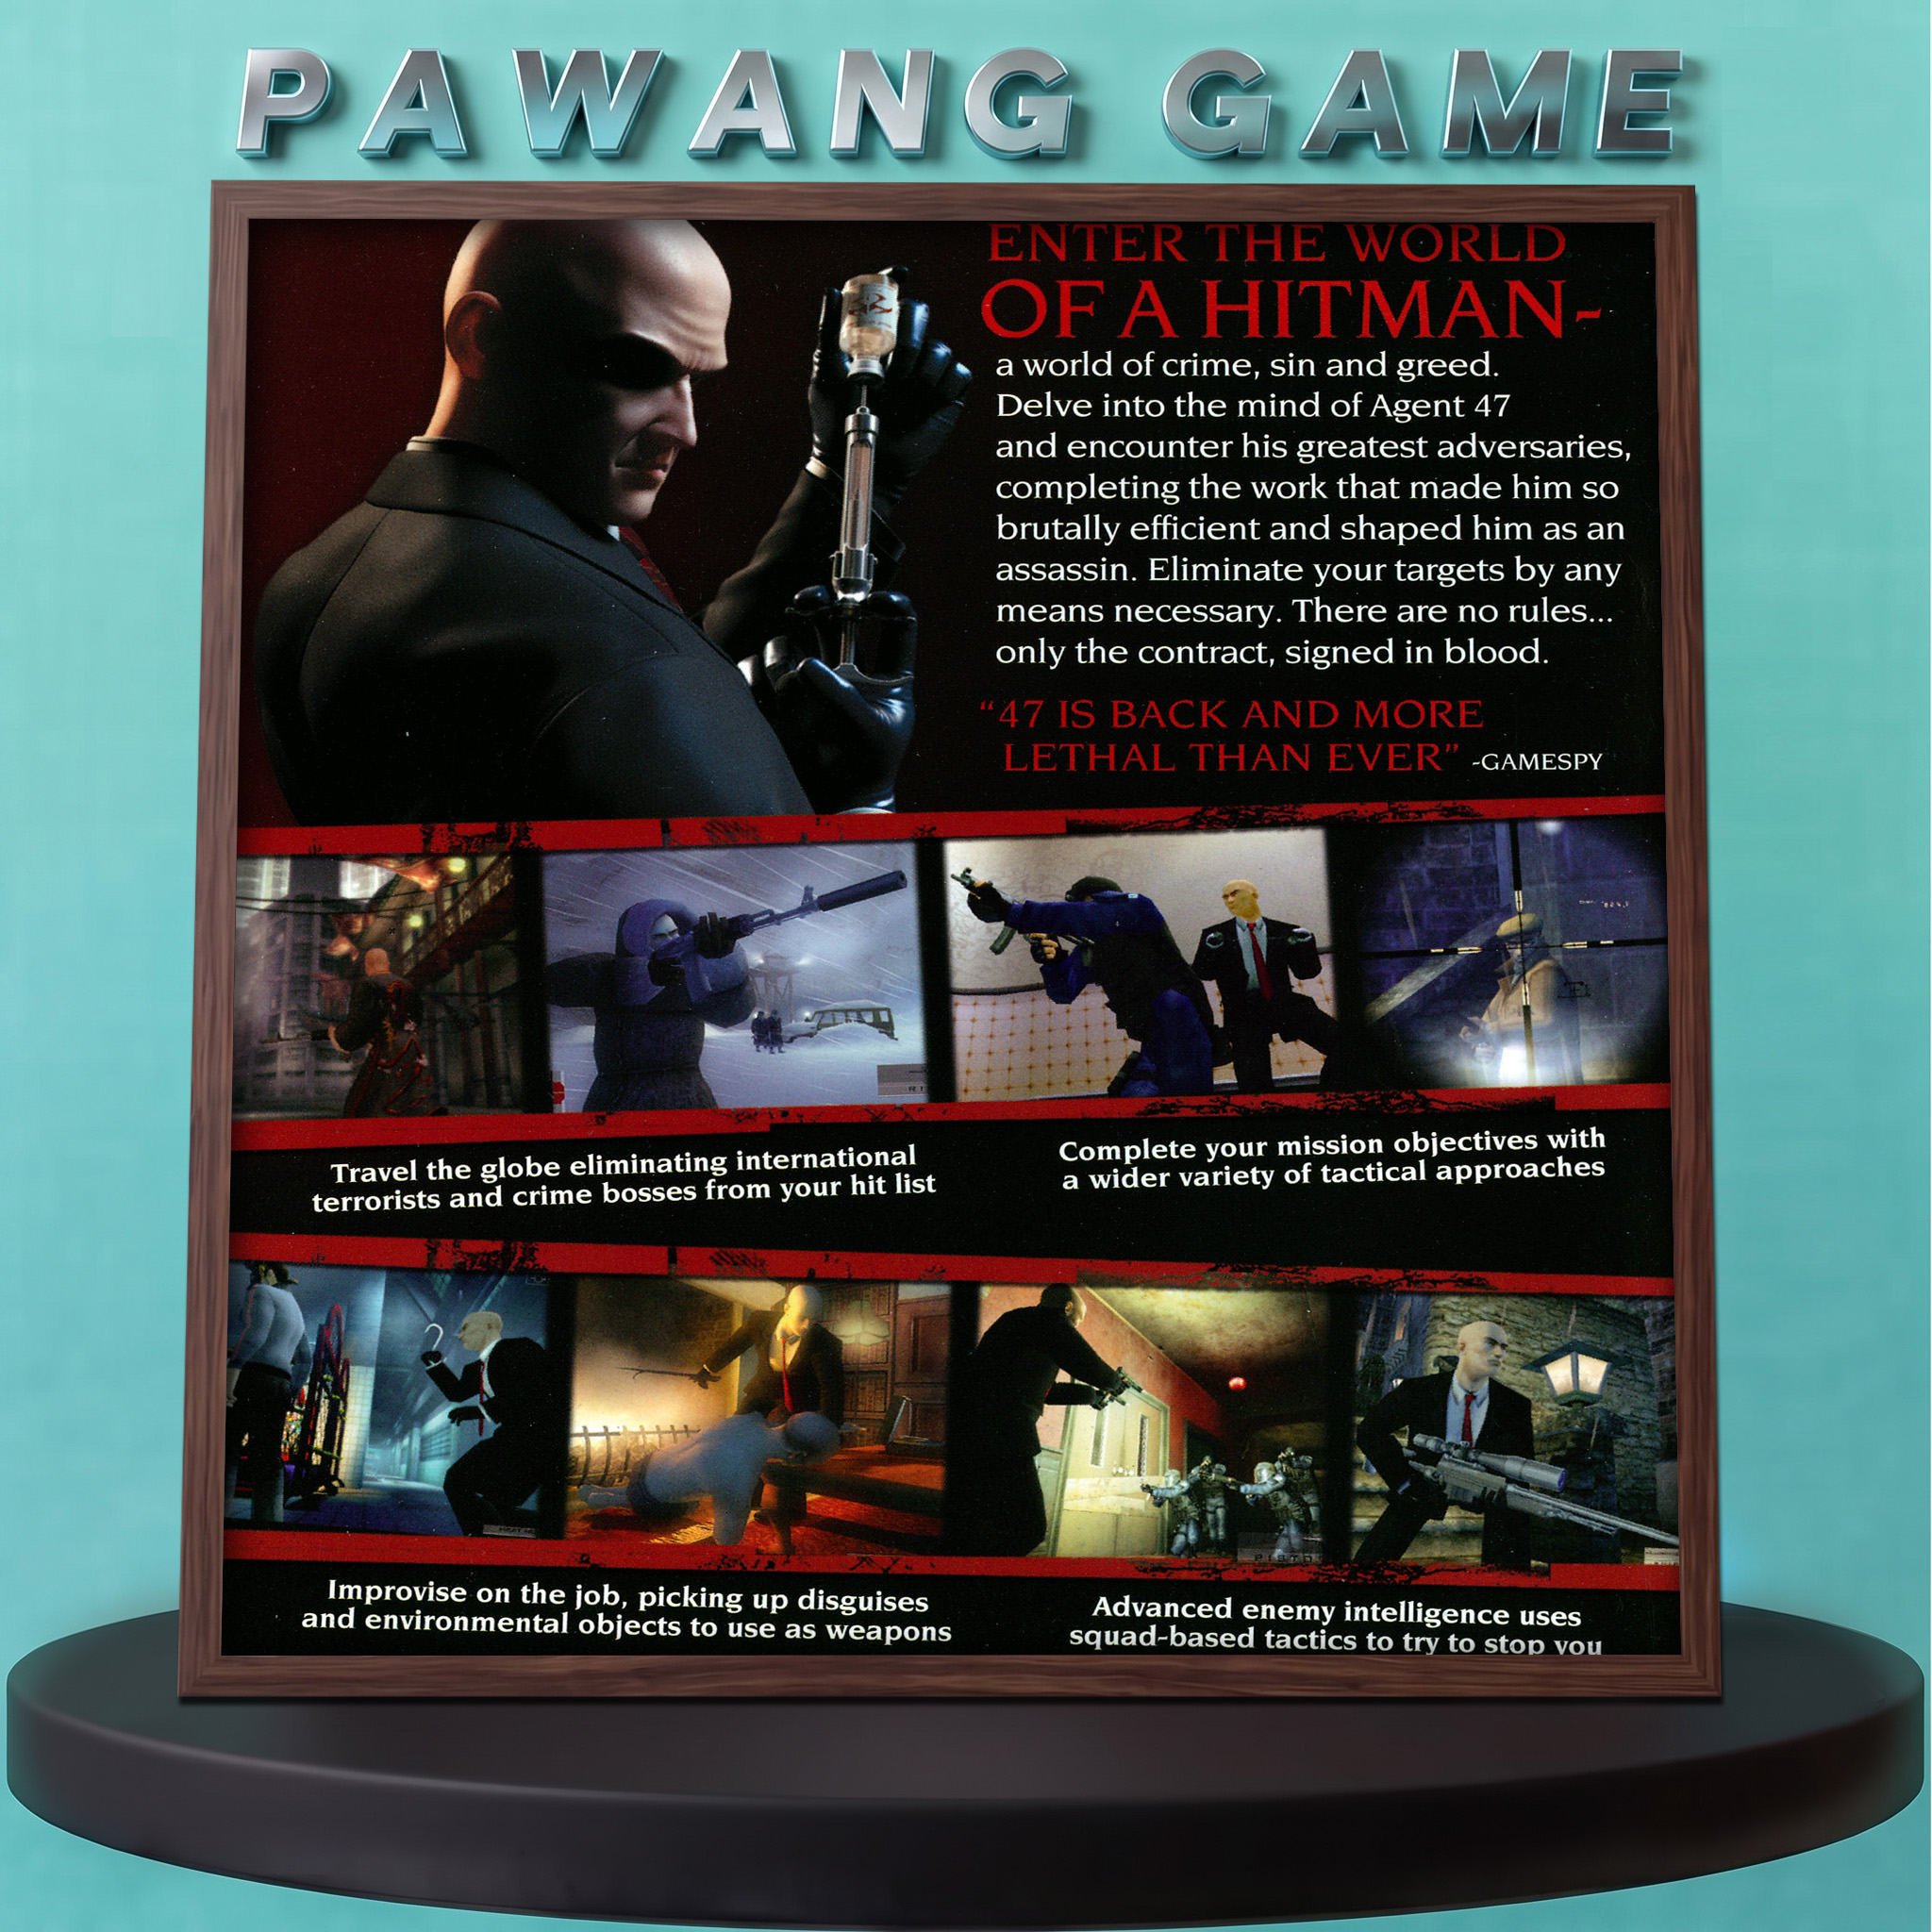 PAWANG GAME
ENTER THE WORLD
OF A HITMAN-
a world of crime, sin and greed.
Delve into the mind of Agent 47
and encounter his greatest adversaries,
completing the work that made him so
brutally efficient and shaped him as an
assassin. Eliminate your targets by any
means necessary. There are no rules...
only the contract, signed in blood.
“47 IS BACK AND MORE
LETHAL THAN EVER” -GAMESPY
Travel the globe eliminating international
terrorists and crime bosses from your hit list
Complete your mission objectives with
a wider variety of tactical approaches
Improvise on the job, picking up disguises
and environmental objects to use as weapons
Advanced enemy intelligence uses
squad-based tactics to try to stop you